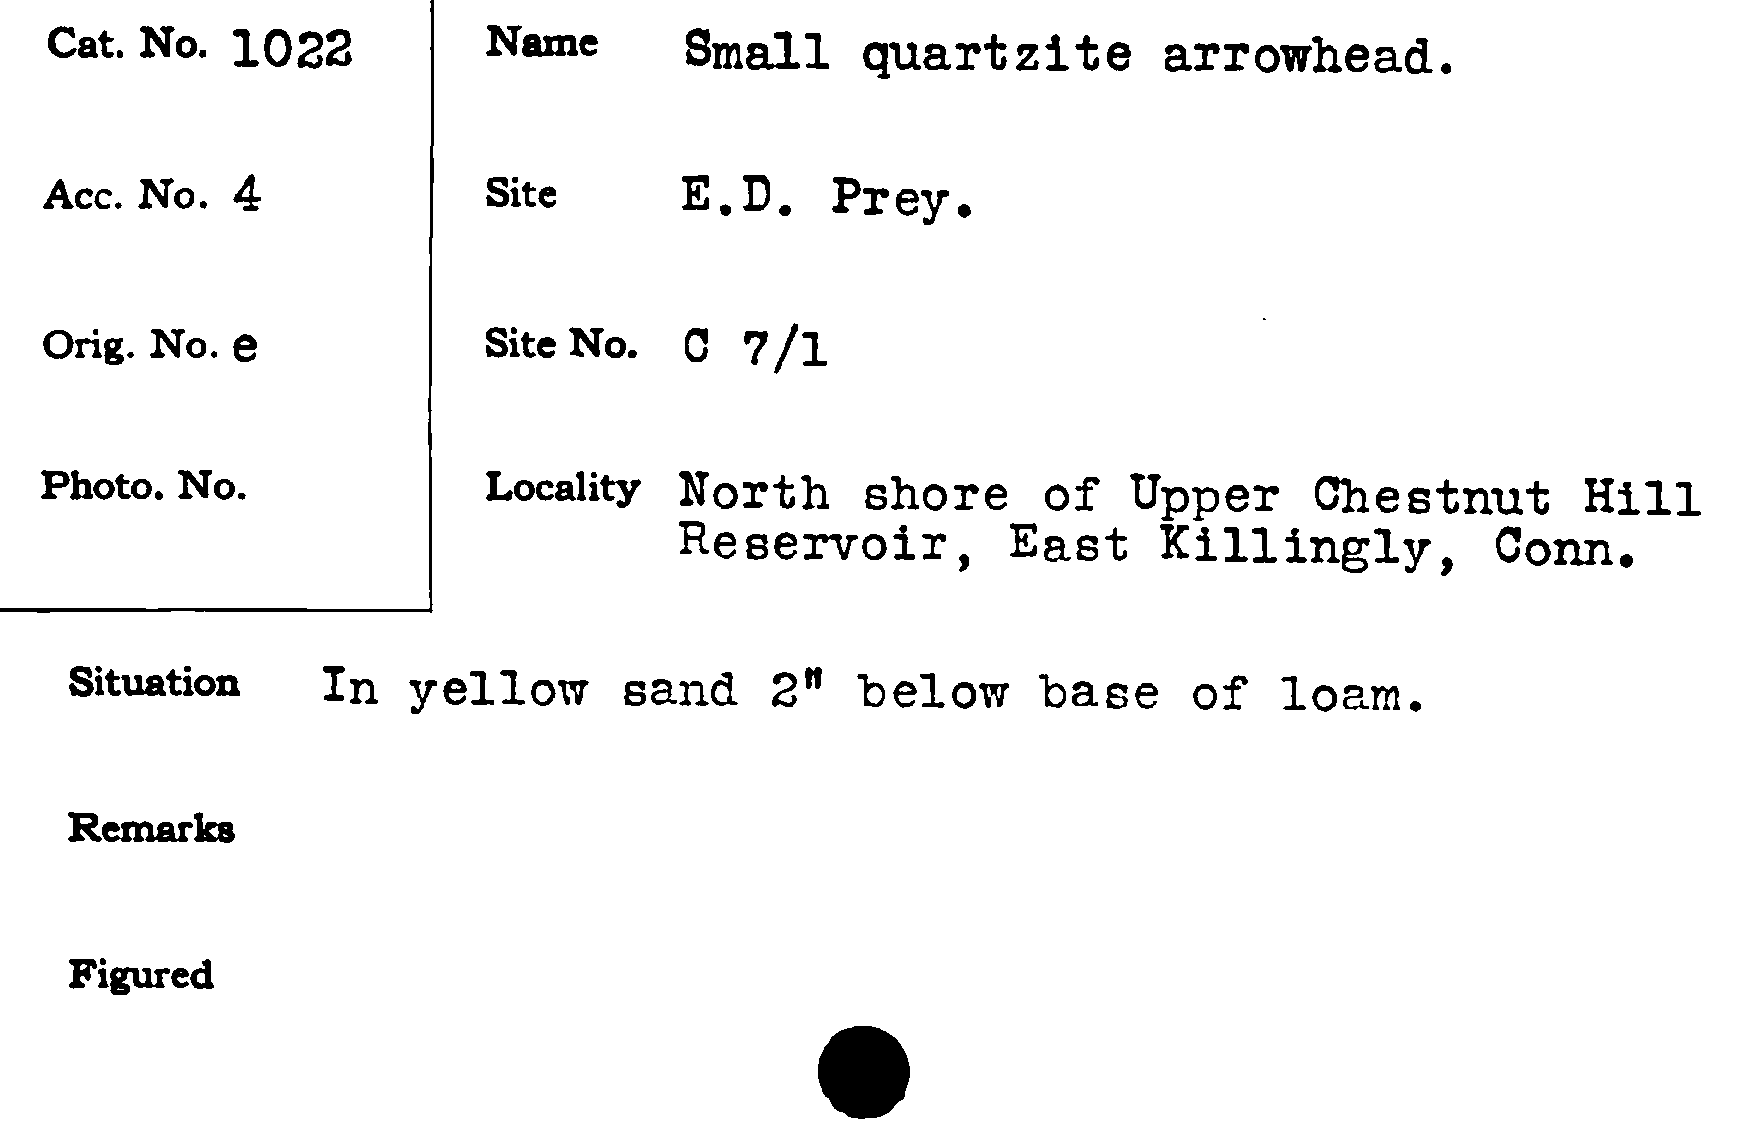 Cat. No. 1022
Name Small quartzite arrowhead.
Acc. No. 4
Site E.D. Prey.
Orig. No. e
Site No. C 7/1
Photo. No.
Locality North shore of Upper Chestnut Hill
Reservoir, East Killingly, Conn.
Situation In yellow sand 2" below base of loam.
Remarks
Figured